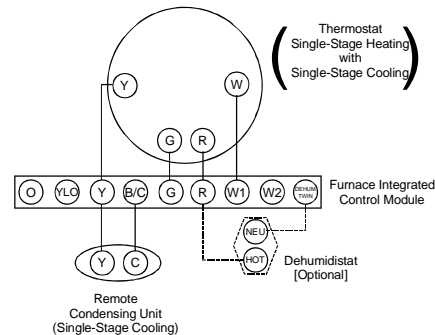 Thermostat
Single-Stage Heating
with
Single-Stage Cooling
Y
W
G
R
O
YLO
Y
B/C
G
R
W1
W2
DEHUM
TWIN
Furnace Integrated
Control Module
NEU
HOT
Dehumidistat
[Optional]
Y
C
Remote
Condensing Unit
(Single-Stage Cooling)